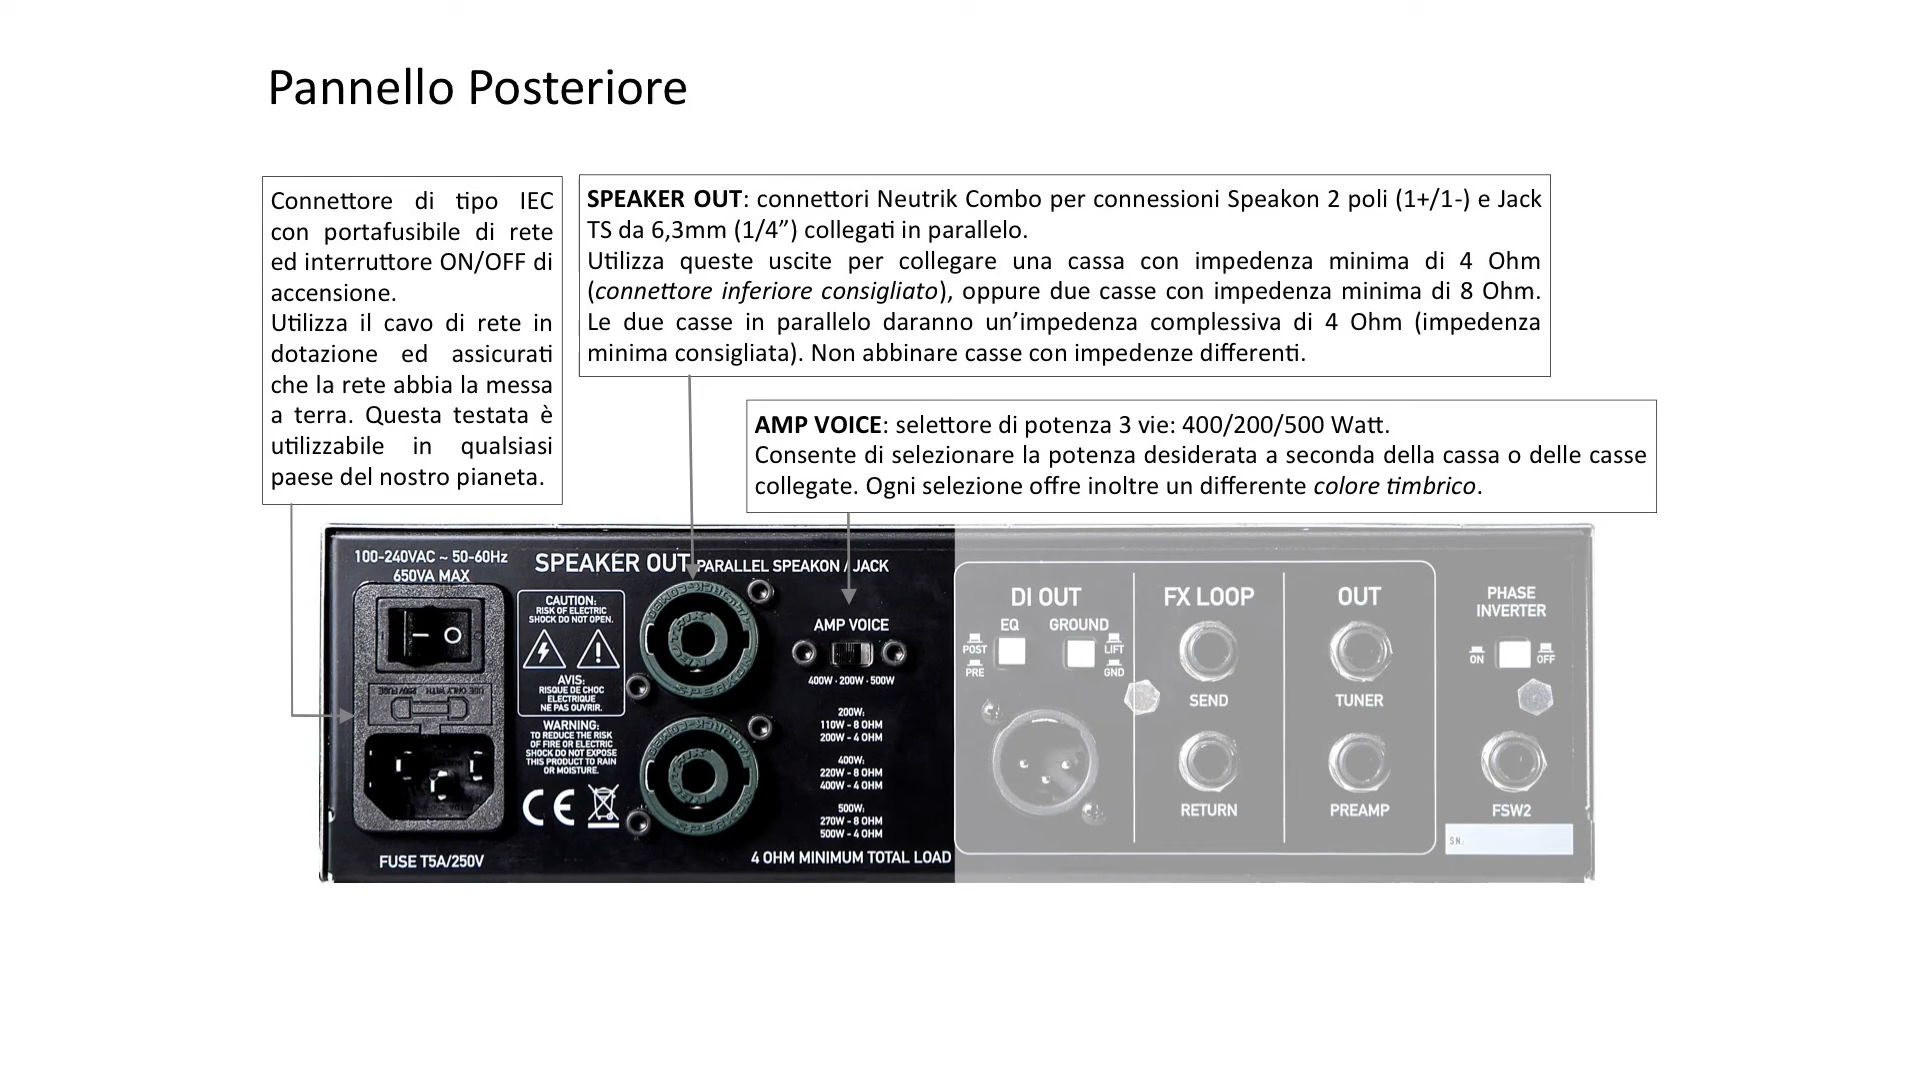 Pannello Posteriore
Connettore di tipo IEC
con portafusibile di rete
ed interruttore ON/OFF di
accensione.
Utilizza il cavo di rete in
dotazione ed assicurati
che la rete abbia la messa
a terra. Questa testata è
utilizzabile in qualsiasi
paese del nostro pianeta.
SPEAKER OUT: connettori Neutrik Combo per connessioni Speakon 2 poli (1+/1-) e Jack
TS da 6,3mm (1/4”) collegati in parallelo.
Utilizza queste uscite per collegare una cassa con impedenza minima di 4 Ohm
(connettore inferiore consigliato), oppure due casse con impedenza minima di 8 Ohm.
Le due casse in parallelo daranno un’impedenza complessiva di 4 Ohm (impedenza
minima consigliata). Non abbinare casse con impedenze differenti.
AMP VOICE: selettore di potenza 3 vie: 400/200/500 Watt.
Consente di selezionare la potenza desiderata a seconda della cassa o delle casse
collegate. Ogni selezione offre inoltre un differente colore timbrico.
100-240VAC ~ 50-60Hz
650VA MAX
USE ONLY WITH 250V FUSE
FUSE T5A/250V
SPEAKER OUT PARALLEL SPEAKON / JACK
CAUTION:
RISK OF ELECTRIC
SHOCK DO NOT OPEN.
AVIS:
RISQUE DE CHOC
ELECTRIQUE
NE PAS OUVRIR.
WARNING:
TO REDUCE THE RISK
OF FIRE OR ELECTRIC
SHOCK DO NOT EXPOSE
THIS PRODUCT TO RAIN
OR MOISTURE.
CE
AMP VOICE
400W · 200W · 500W
200W:
110W - 8 OHM
200W - 4 OHM
400W:
220W - 8 OHM
400W - 4 OHM
500W:
270W - 8 OHM
500W - 4 OHM
4 OHM MINIMUM TOTAL LOAD
DI OUT
EQ
GROUND
POST
PRE
LIFT
GND
FX LOOP
SEND
RETURN
OUT
TUNER
PREAMP
PHASE
INVERTER
ON
OFF
FSW2
SN.